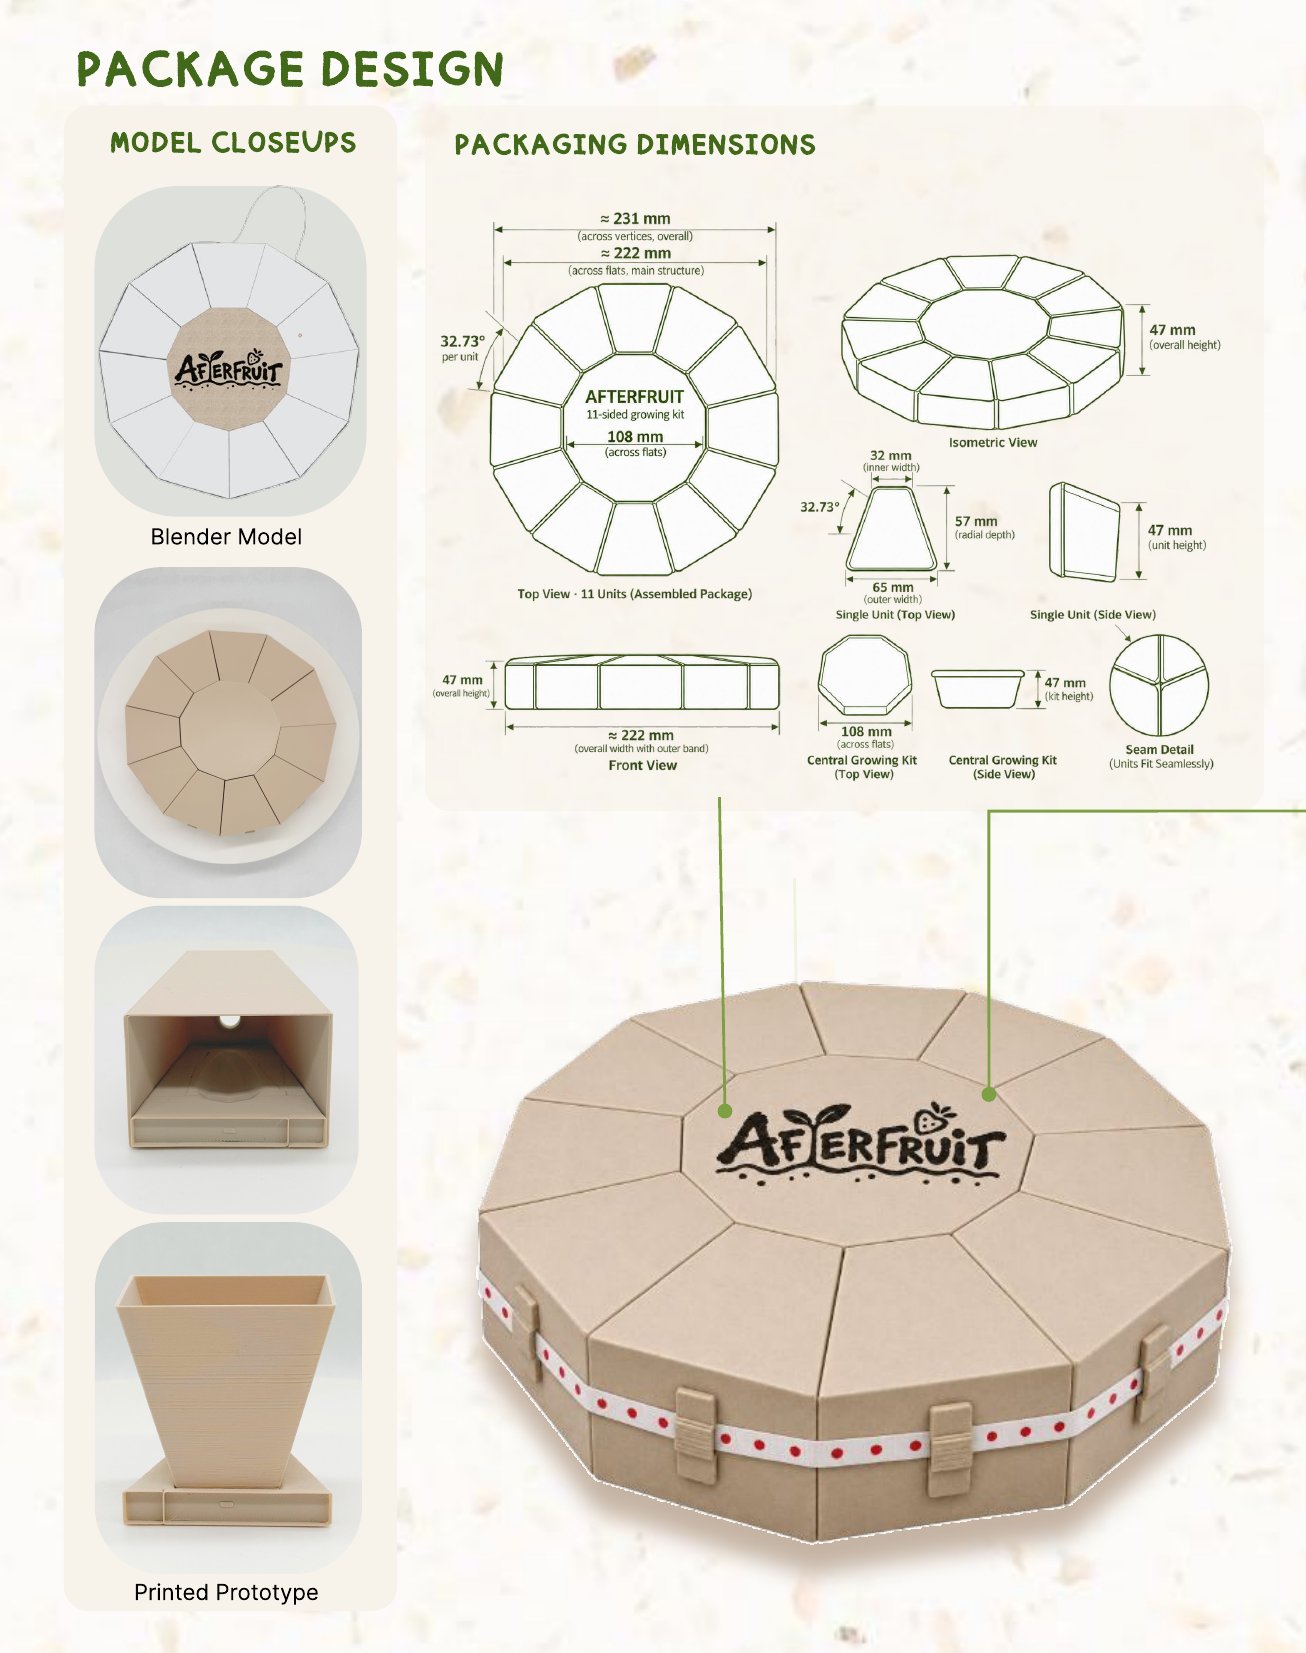 PACKAGE DESIGN
MODEL CLOSEUPS
AFTERFRUIT
Blender Model
Printed Prototype
PACKAGING DIMENSIONS
≈ 231 mm
(across vertices, overall)
≈ 222 mm
(across flats, main structure)
32.73°
per unit
AFTERFRUIT
11-sided growing kit
108 mm
(across flats)
Top View · 11 Units (Assembled Package)
47 mm
(overall height)
Isometric View
32 mm
(inner width)
32.73°
57 mm
(radial depth)
65 mm
(outer width)
Single Unit (Top View)
47 mm
(unit height)
Single Unit (Side View)
47 mm
(overall height)
≈ 222 mm
(overall width with outer band)
Front View
108 mm
(across flats)
Central Growing Kit
(Top View)
47 mm
(kit height)
Central Growing Kit
(Side View)
Seam Detail
(Units Fit Seamlessly)
AFTERFRUiT